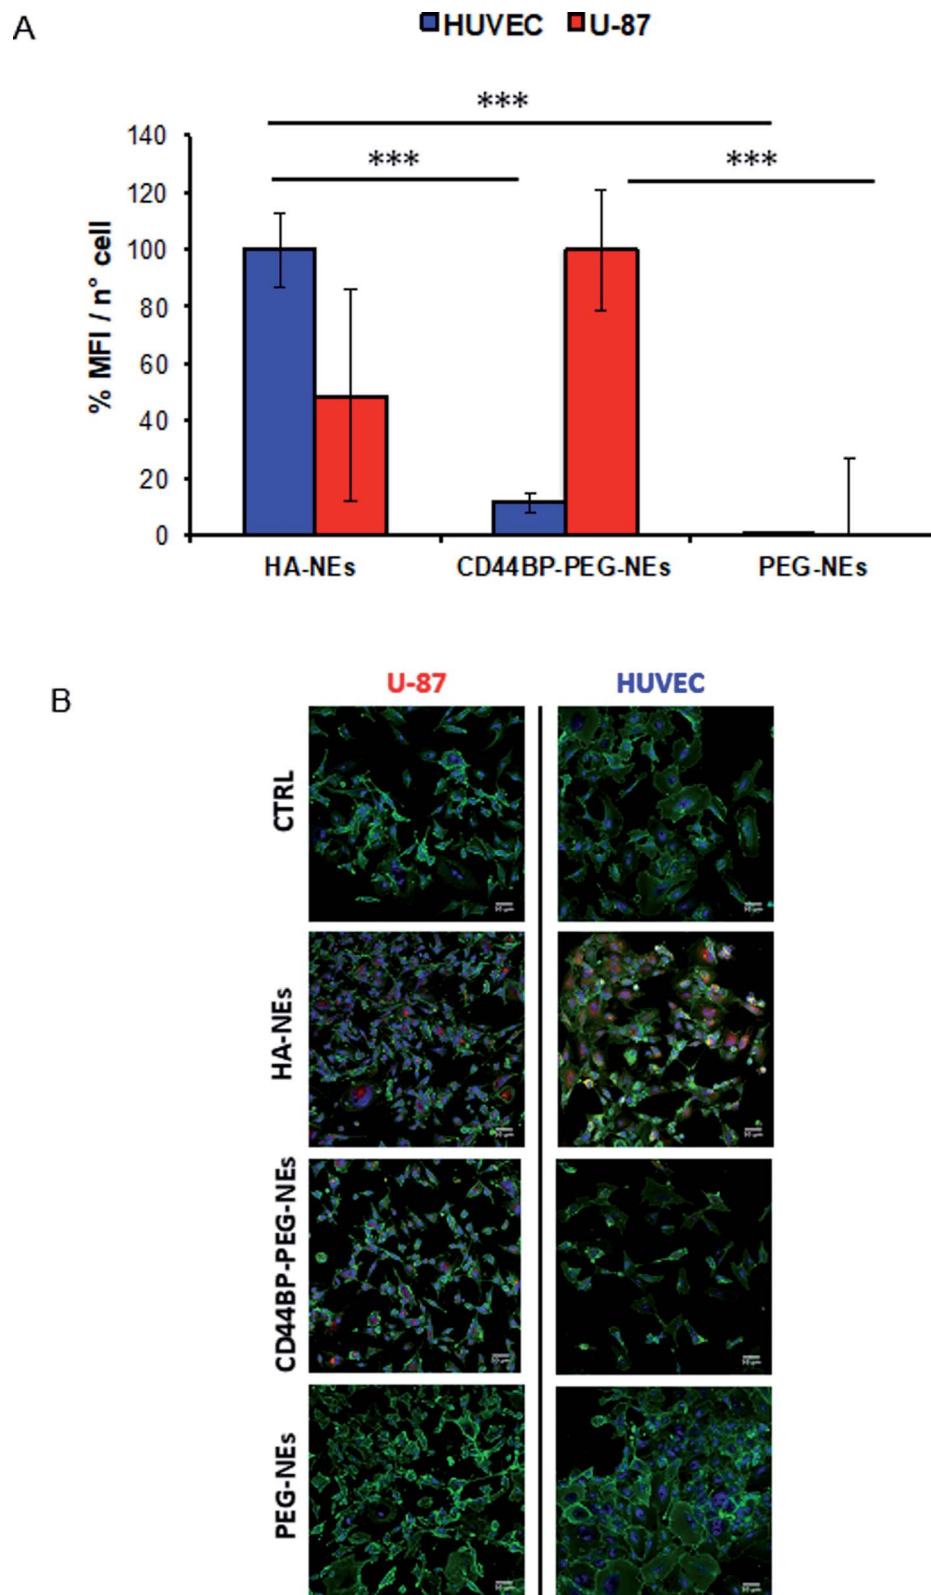 A
HUVEC U-87
***
***
***
140
120
100
80
60
40
20
0
% MFI / n° cell
HA-NEs CD44BP-PEG-NEs PEG-NEs
B
U-87 HUVEC
CTRL
HA-NEs
CD44BP-PEG-NEs
PEG-NEs